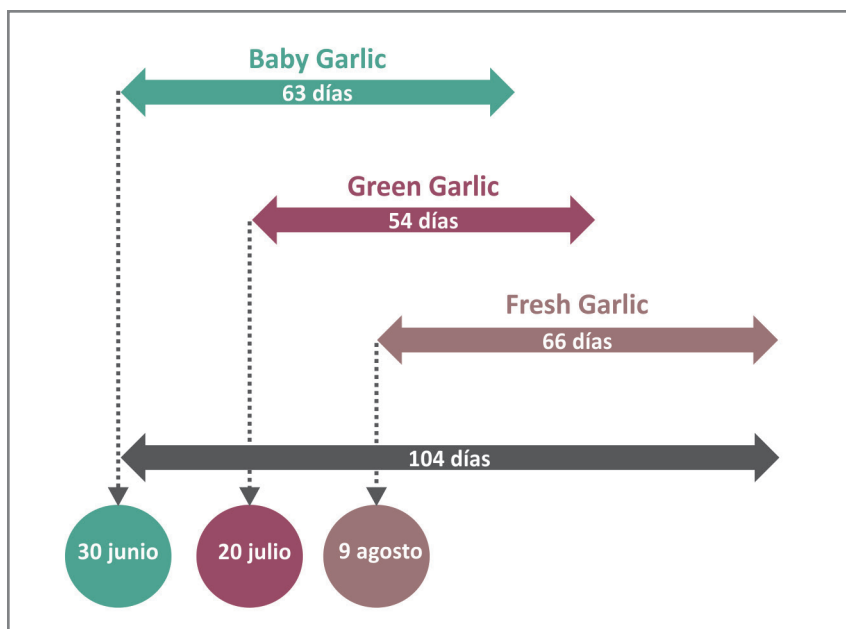 Baby Garlic
63 días
Green Garlic
54 días
Fresh Garlic
66 días
104 días
30 junio
20 julio
9 agosto